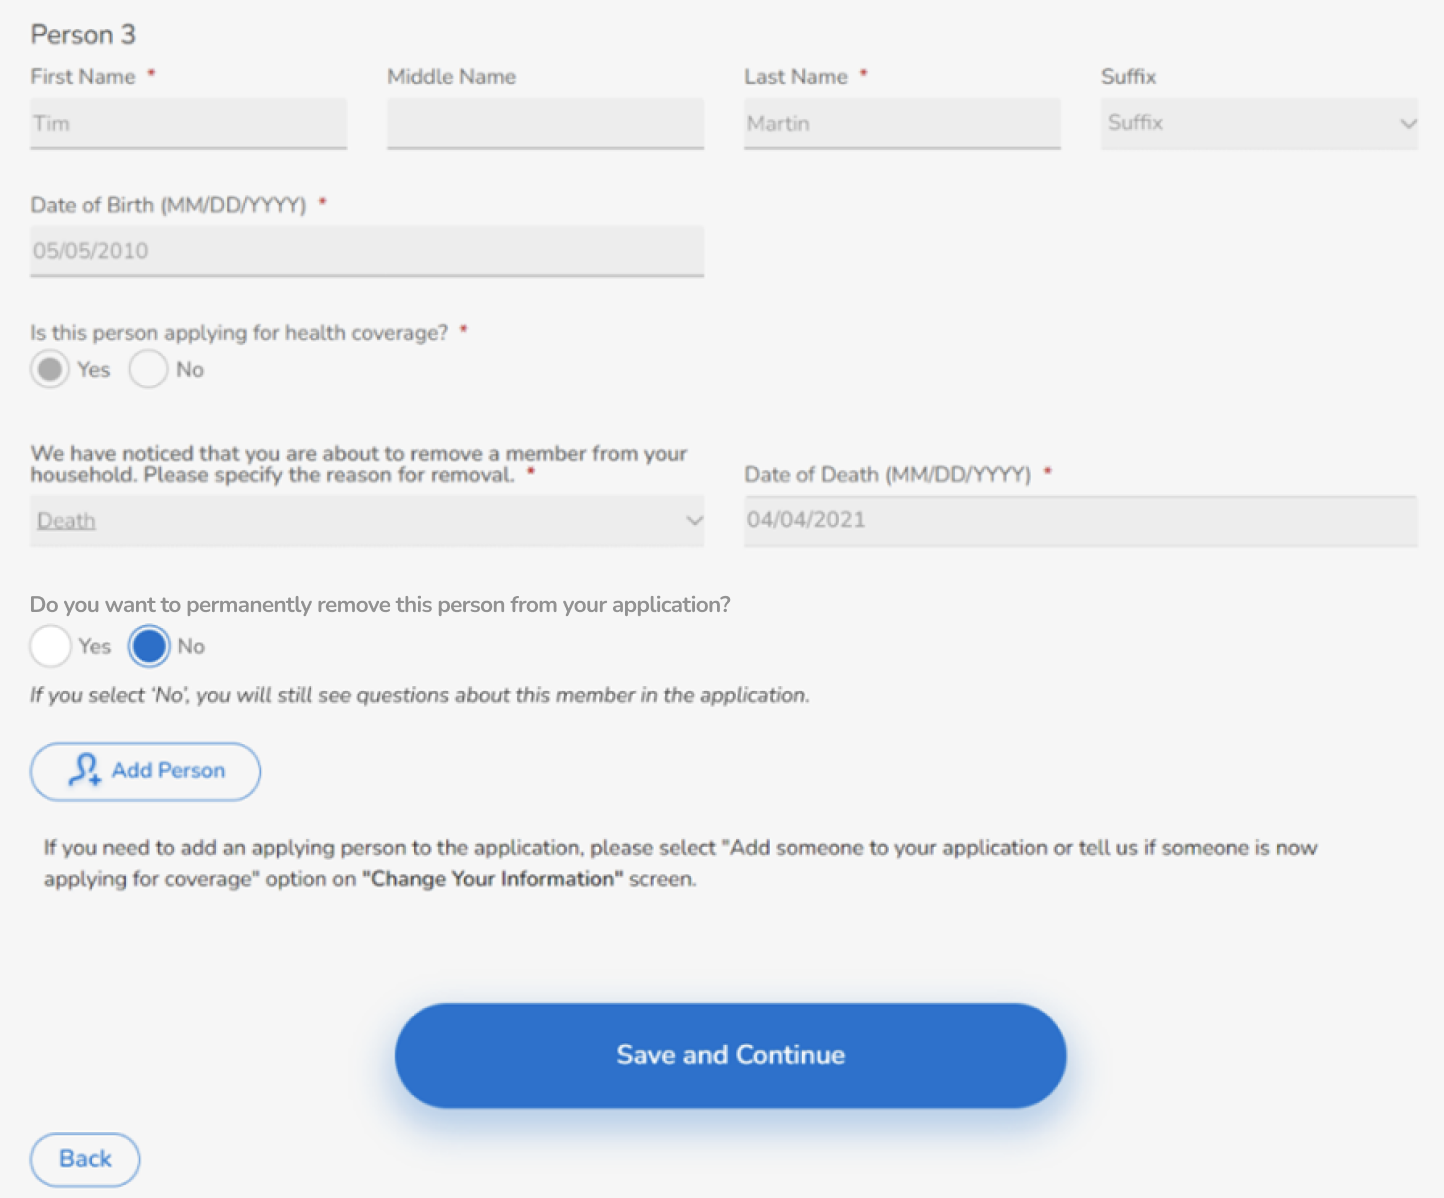 Person 3
First Name *
Middle Name
Last Name *
Suffix
Tim
Martin
Suffix
Date of Birth (MM/DD/YYYY) *
05/05/2010
Is this person applying for health coverage? *
Yes No
We have noticed that you are about to remove a member from your
household. Please specify the reason for removal. *
Date of Death (MM/DD/YYYY) *
Death
04/04/2021
Do you want to permanently remove this person from your application?
Yes No
If you select ‘No’, you will still see questions about this member in the application.
Add Person
If you need to add an applying person to the application, please select "Add someone to your application or tell us if someone is now
applying for coverage" option on "Change Your Information" screen.
Save and Continue
Back